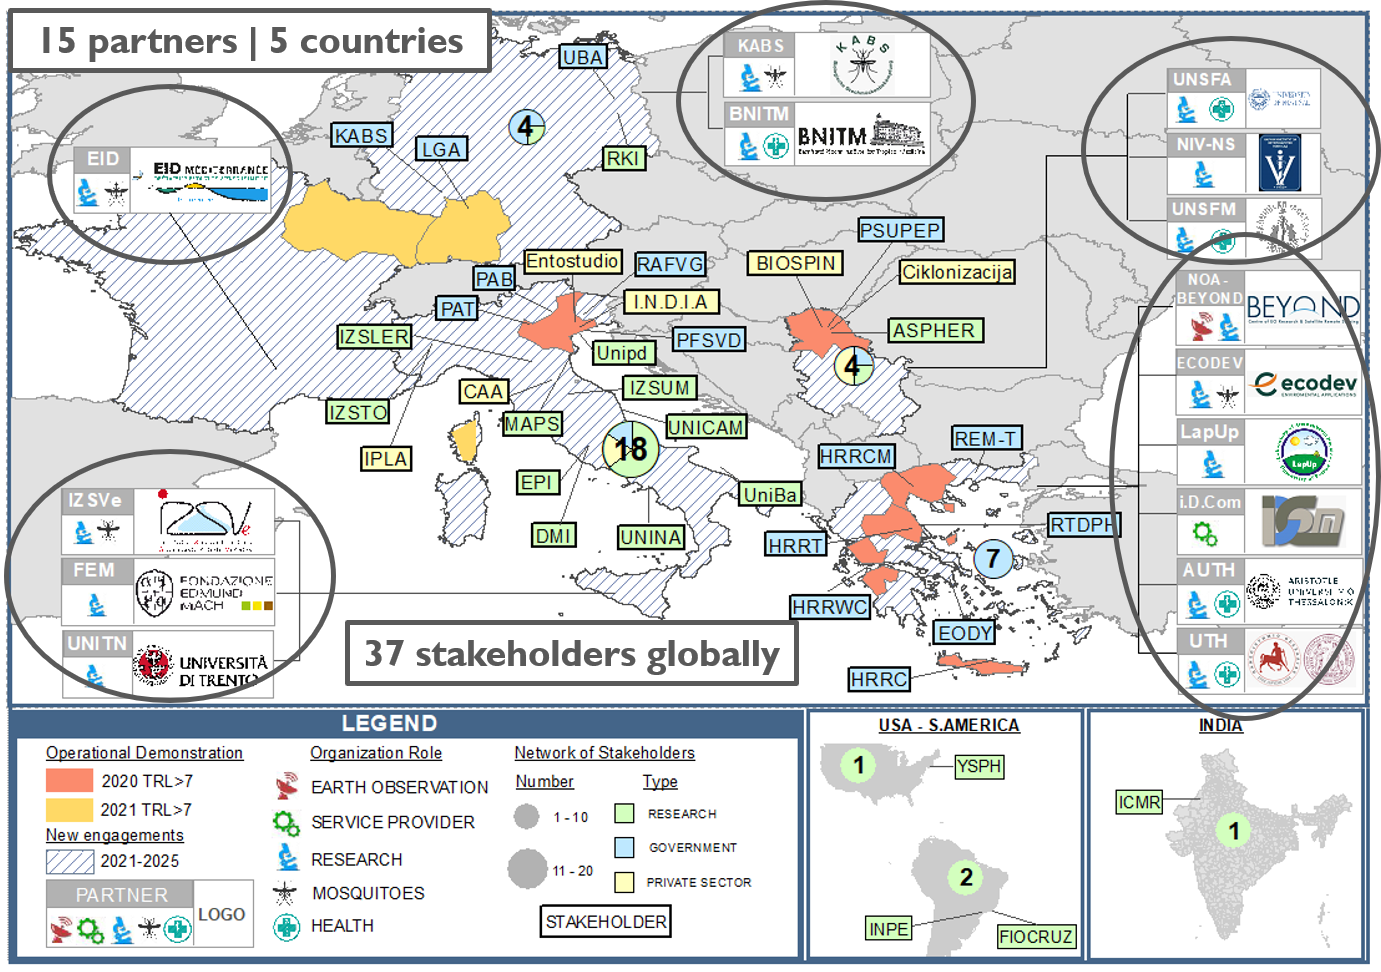 15 partners | 5 countries
UBA
KABS
BNITM
BNITM
UNSFA
NIV-NS
UNSFM
EID
EID MEDITERRANEE
KABS
LGA
4
RKI
PSUPEP
Entostudio
RAFVG
BIOSPIN
Ciklonizacija
PAB
PAT
I.N.D.I.A
PFSVD
ASPHER
IZSLER
Unipd
4
CAA
IZSUM
IZSTO
MAPS
UNICAM
IPLA
18
EPI
UniBa
DMI
UNINA
HRRCM
REM-T
RTDPH
HRRT
7
HRRWC
EODY
HRRC
NOA -
BEYOND
BEYOND
ECODEV
ecodev
ENVIRONMENTAL APPLICATIONS
LapUp
LapUp
i.D.Com
AUTH
ARISTOTLE
UNIVERSITY O
THESSALONIK
UTH
IZSVe
FEM
FONDAZIONE
EDMUND
MACH
UNITN
UNIVERSITÀ
DI TRENTO
37 stakeholders globally
LEGEND
Operational Demonstration
2020 TRL>7
2021 TRL>7
New engagements
2021-2025
PARTNER
LOGO
Organization Role
EARTH OBSERVATION
SERVICE PROVIDER
RESEARCH
MOSQUITOES
HEALTH
Network of Stakeholders
Number
1 - 10
11 - 20
Type
RESEARCH
GOVERNMENT
PRIVATE SECTOR
STAKEHOLDER
USA - S.AMERICA
1
YSPH
2
INPE
FIOCRUZ
INDIA
ICMR
1